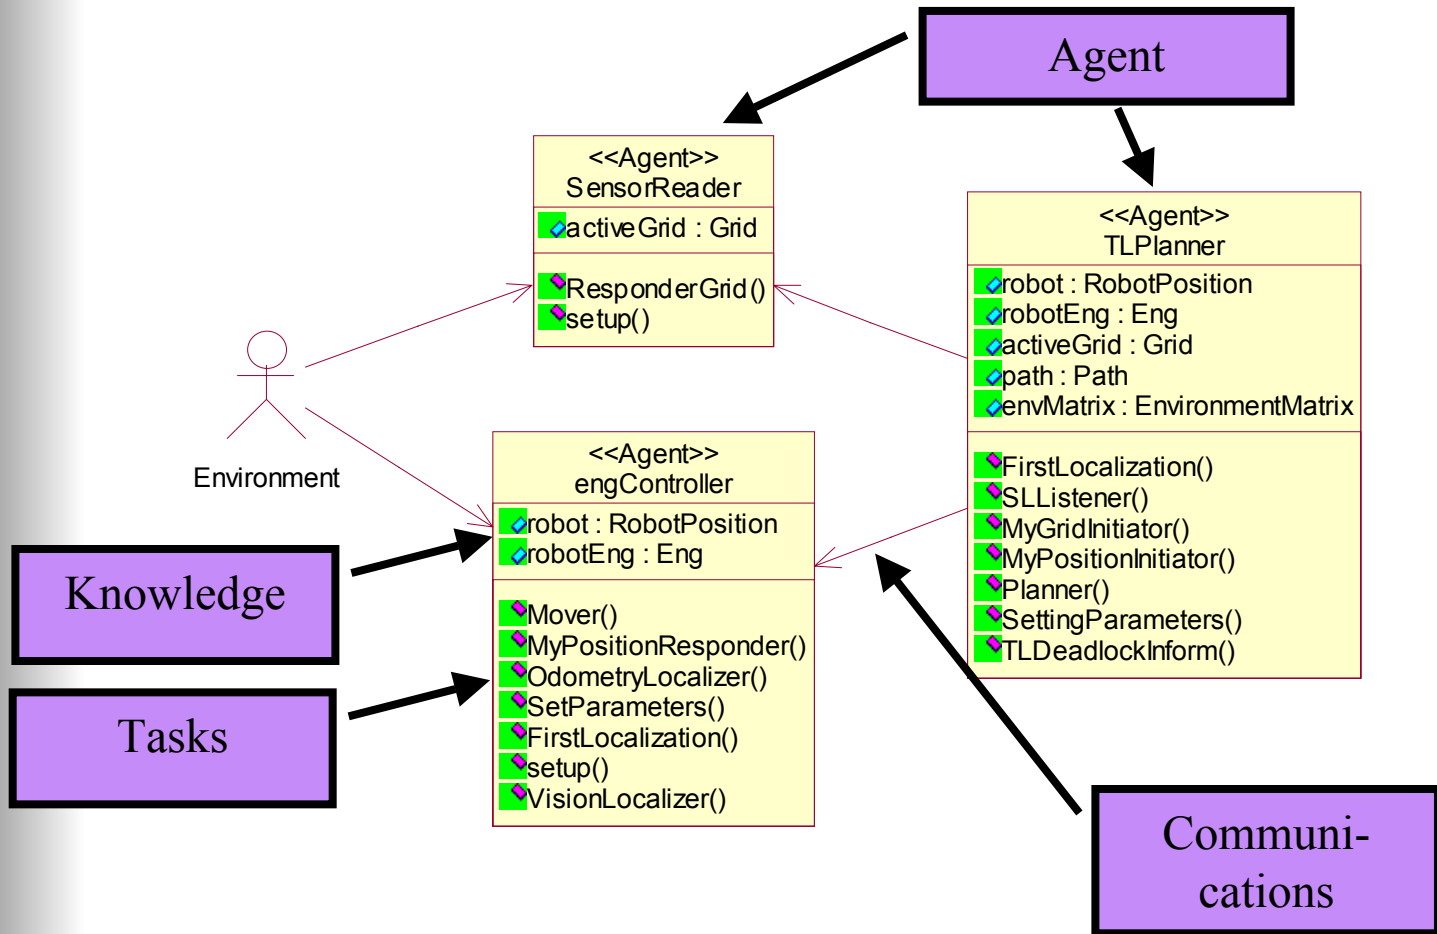 Agent
<<Agent>>
SensorReader
activeGrid : Grid
ResponderGrid()
setup()
<<Agent>>
TLPlanner
robot : RobotPosition
robotEng : Eng
activeGrid : Grid
path : Path
envMatrix : EnvironmentMatrix
FirstLocalization()
SLListener()
MyGridInitiator()
MyPositionInitiator()
Planner()
SettingParameters()
TLDeadlockInform()
Environment
<<Agent>>
engController
robot : RobotPosition
robotEng : Eng
Mover()
MyPositionResponder()
OdometryLocalizer()
SetParameters()
FirstLocalization()
setup()
VisionLocalizer()
Knowledge
Tasks
Communi-
cations